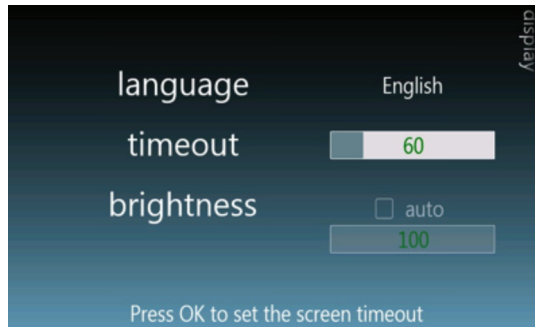 display
language English
timeout 60
brightness auto
100
Press OK to set the screen timeout